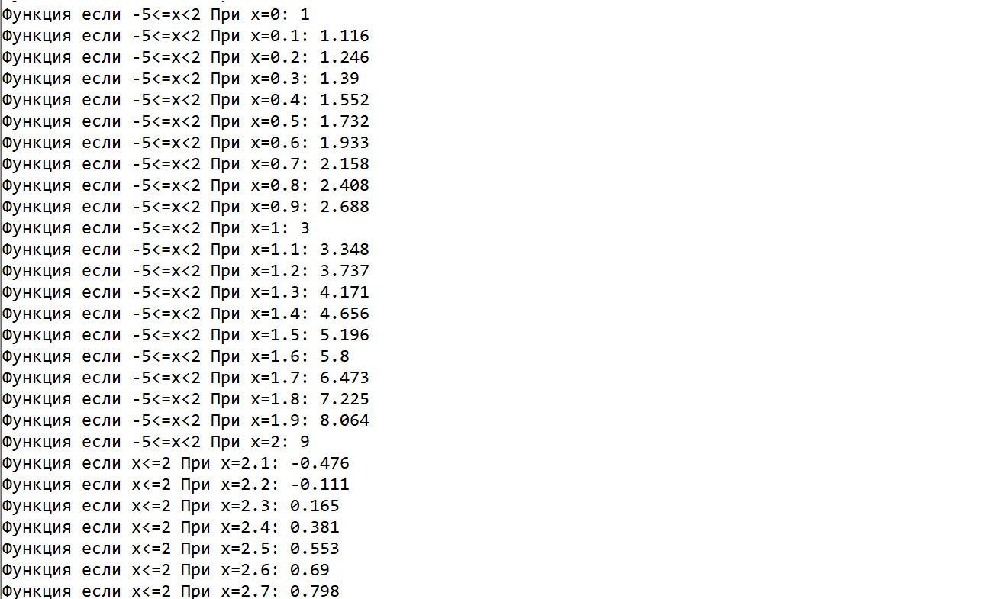 Функция если -5<=x<2 При x=0: 1
Функция если -5<=x<2 При x=0.1: 1.116
Функция если -5<=x<2 При x=0.2: 1.246
Функция если -5<=x<2 При x=0.3: 1.39
Функция если -5<=x<2 При x=0.4: 1.552
Функция если -5<=x<2 При x=0.5: 1.732
Функция если -5<=x<2 При x=0.6: 1.933
Функция если -5<=x<2 При x=0.7: 2.158
Функция если -5<=x<2 При x=0.8: 2.408
Функция если -5<=x<2 При x=0.9: 2.688
Функция если -5<=x<2 При x=1: 3
Функция если -5<=x<2 При x=1.1: 3.348
Функция если -5<=x<2 При x=1.2: 3.737
Функция если -5<=x<2 При x=1.3: 4.171
Функция если -5<=x<2 При x=1.4: 4.656
Функция если -5<=x<2 При x=1.5: 5.196
Функция если -5<=x<2 При x=1.6: 5.8
Функция если -5<=x<2 При x=1.7: 6.473
Функция если -5<=x<2 При x=1.8: 7.225
Функция если -5<=x<2 При x=1.9: 8.064
Функция если -5<=x<2 При x=2: 9
Функция если x<=2 При x=2.1: -0.476
Функция если x<=2 При x=2.2: -0.111
Функция если x<=2 При x=2.3: 0.165
Функция если x<=2 При x=2.4: 0.381
Функция если x<=2 При x=2.5: 0.553
Функция если x<=2 При x=2.6: 0.69
Функция если x<=2 При x=2.7: 0.798